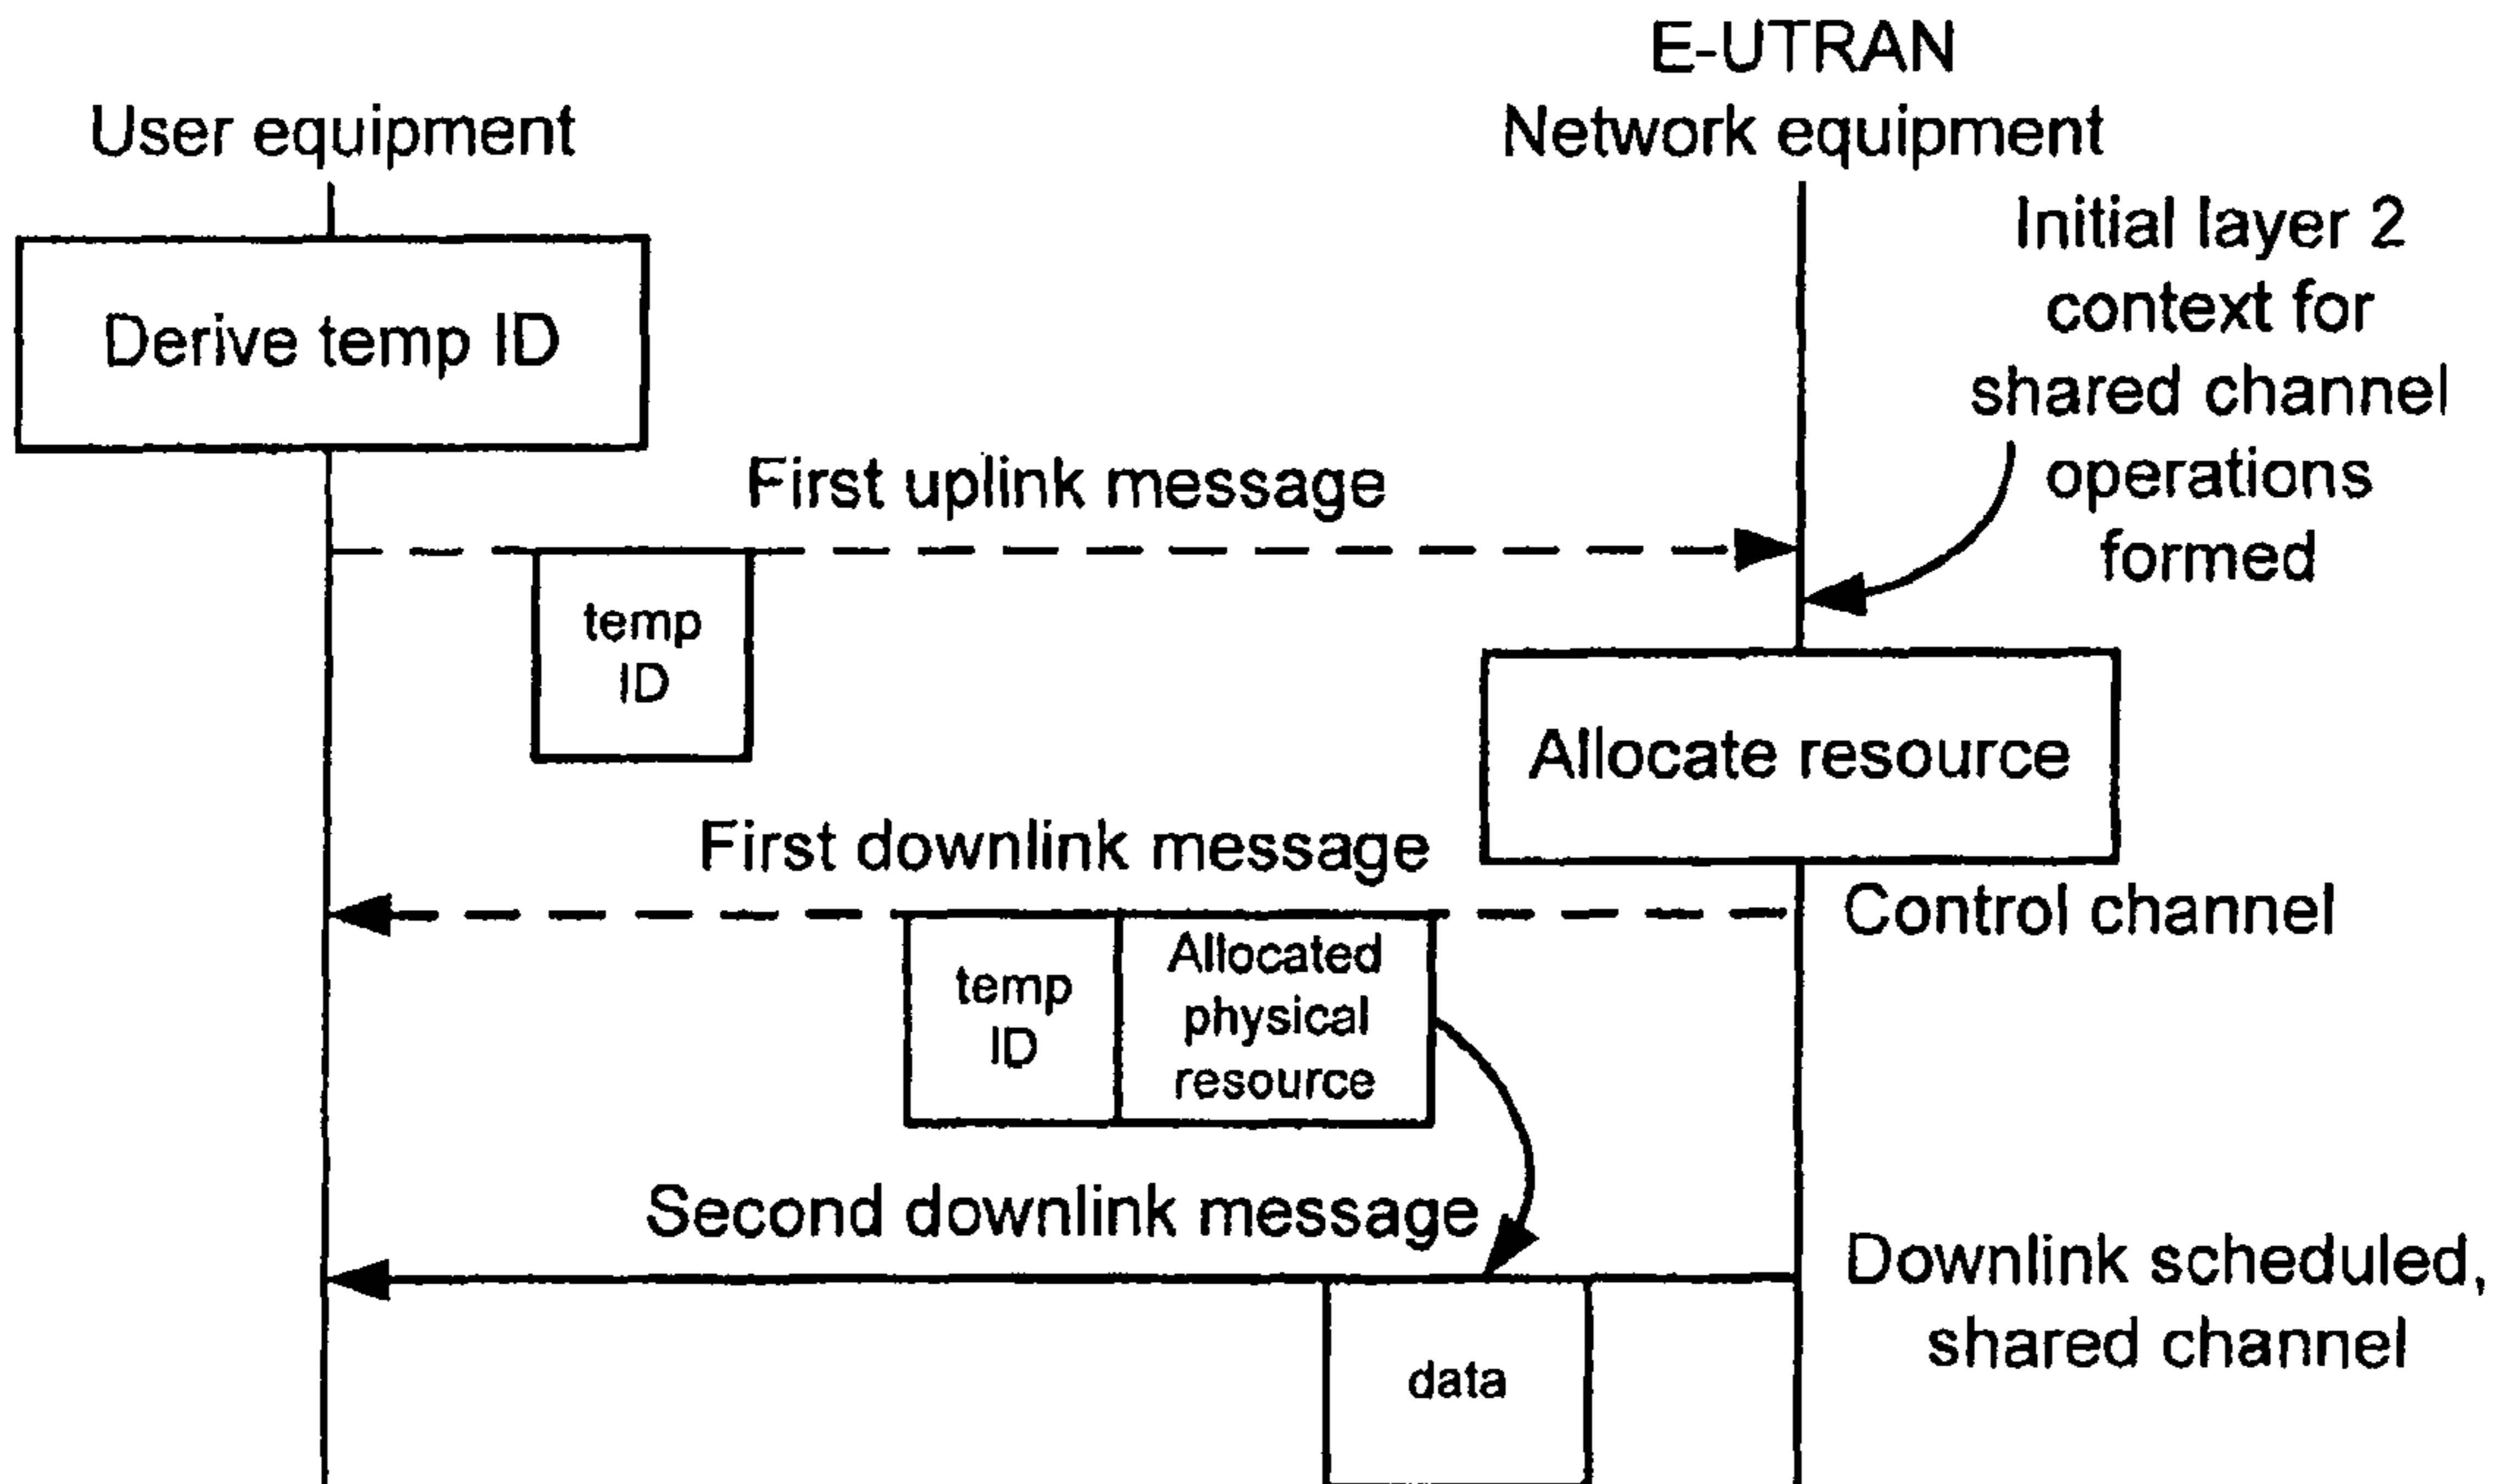 E-UTRAN
User equipment
Network equipment
Initial layer 2
context for
shared channel
operations
formed
Derive temp ID
First uplink message
temp
ID
Allocate resource
First downlink message
Control channel
temp
ID
Allocated
physical
resource
Second downlink message
Downlink scheduled,
shared channel
data